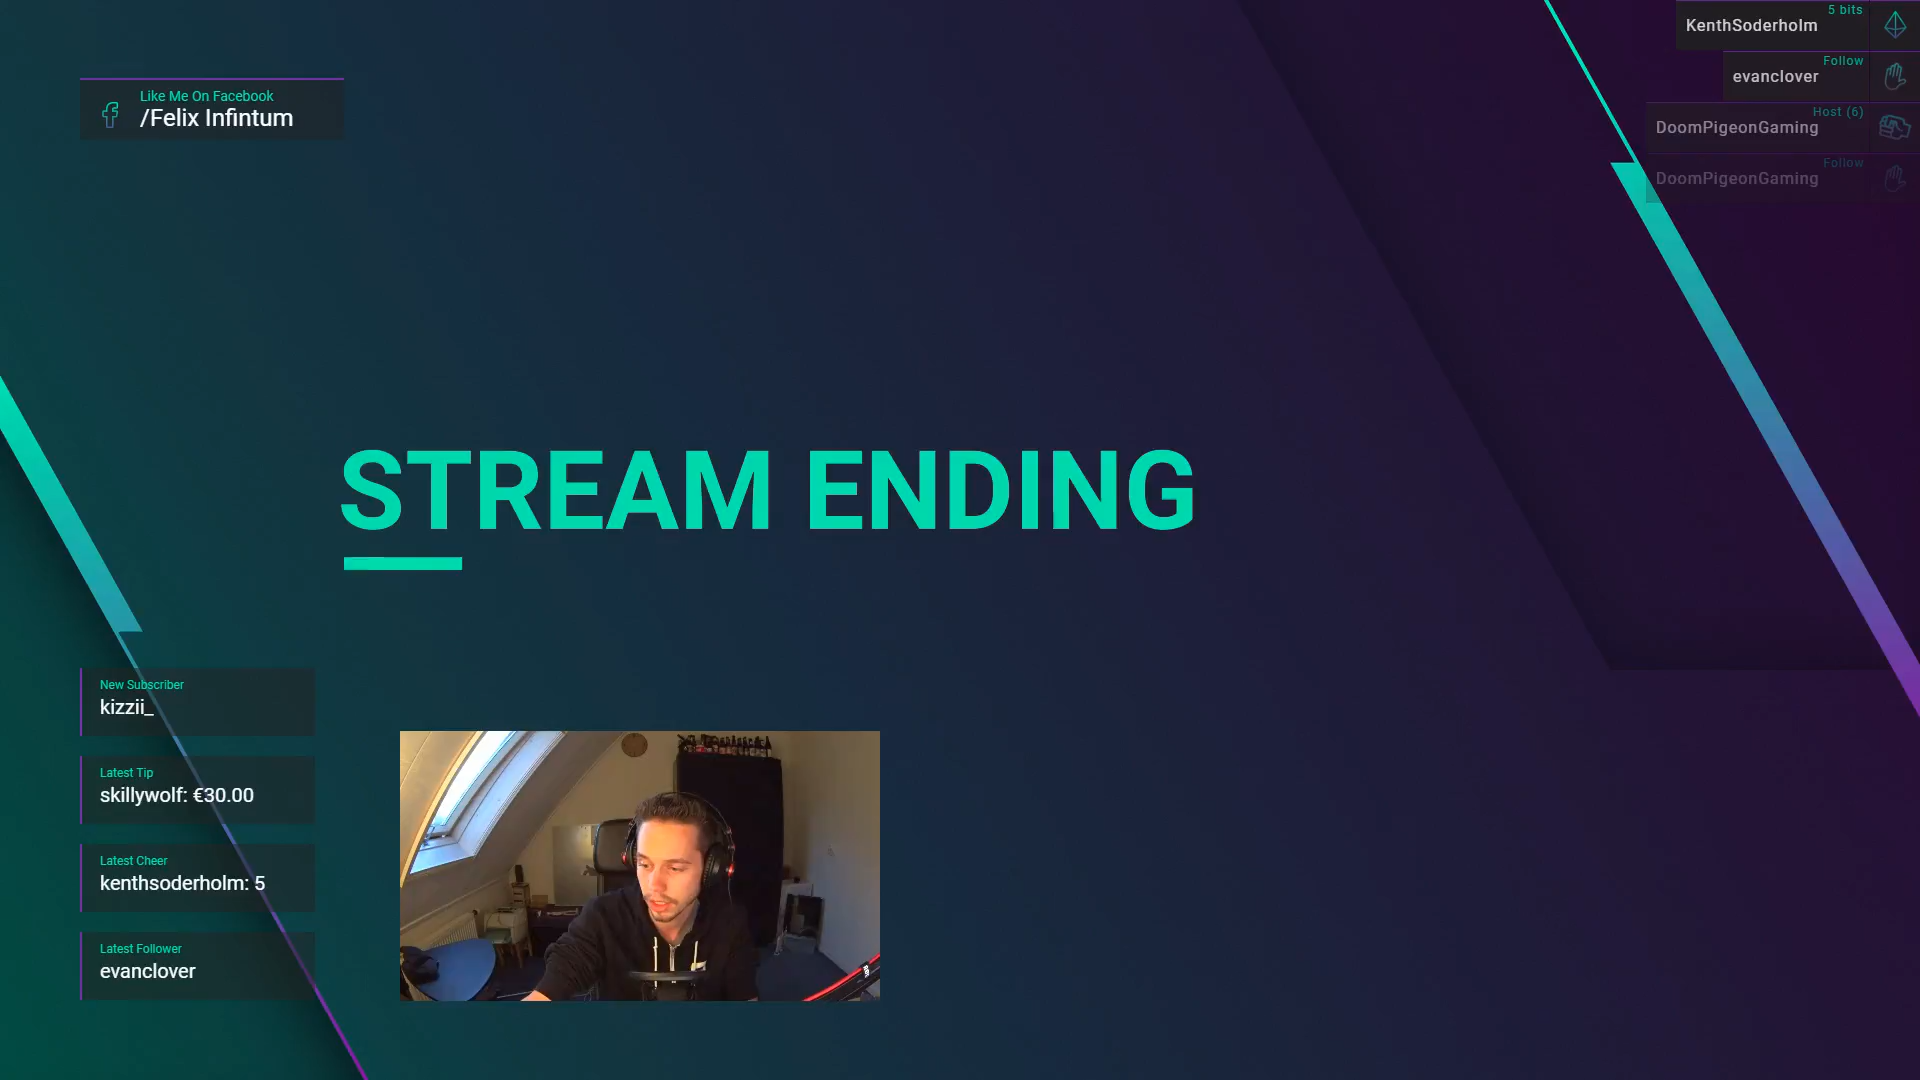 Like Me On Facebook
/Felix Infintum
5 bits
KenthSoderholm
Follow
evanclover
Host (6)
DoomPigeonGaming
Follow
DoomPigeonGaming
STREAM ENDING
New Subscriber
kizzii_
Latest Tip
skillywolf: €30.00
Latest Cheer
kenthsoderholm: 5
Latest Follower
evanclover